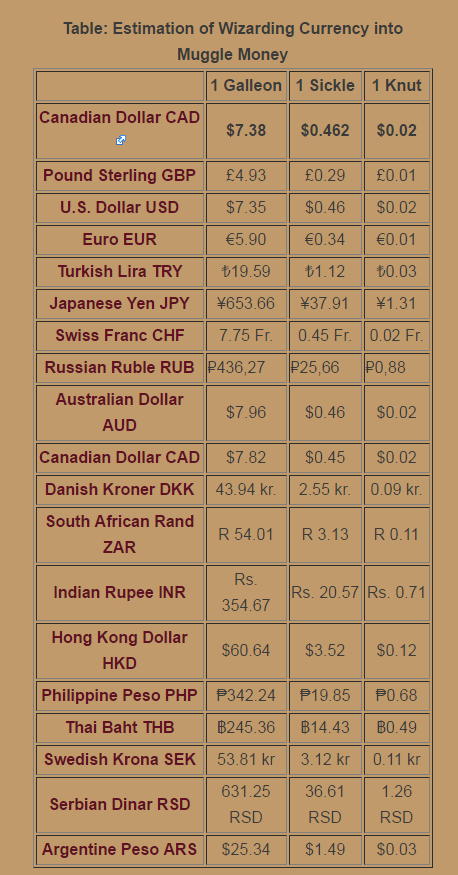 Table: Estimation of Wizarding Currency into
Muggle Money
1 Galleon 1 Sickle 1 Knut
Canadian Dollar CAD $7.38 $0.462 $0.02
Pound Sterling GBP £4.93 £0.29 £0.01
U.S. Dollar USD $7.35 $0.46 $0.02
Euro EUR €5.90 €0.34 €0.01
Turkish Lira TRY ₺19.59 ₺1.12 ₺0.03
Japanese Yen JPY ¥653.66 ¥37.91 ¥1.31
Swiss Franc CHF 7.75 Fr. 0.45 Fr. 0.02 Fr.
Russian Ruble RUB ₽436,27 ₽25,66 ₽0,88
Australian Dollar
AUD $7.96 $0.46 $0.02
Canadian Dollar CAD $7.82 $0.45 $0.02
Danish Kroner DKK 43.94 kr. 2.55 kr. 0.09 kr.
South African Rand
ZAR R 54.01 R 3.13 R 0.11
Indian Rupee INR Rs.
354.67 Rs. 20.57 Rs. 0.71
Hong Kong Dollar
HKD $60.64 $3.52 $0.12
Philippine Peso PHP ₱342.24 ₱19.85 ₱0.68
Thai Baht THB ฿245.36 ฿14.43 ฿0.49
Swedish Krona SEK 53.81 kr 3.12 kr 0.11 kr
Serbian Dinar RSD 631.25
RSD 36.61
RSD 1.26
RSD
Argentine Peso ARS $25.34 $1.49 $0.03